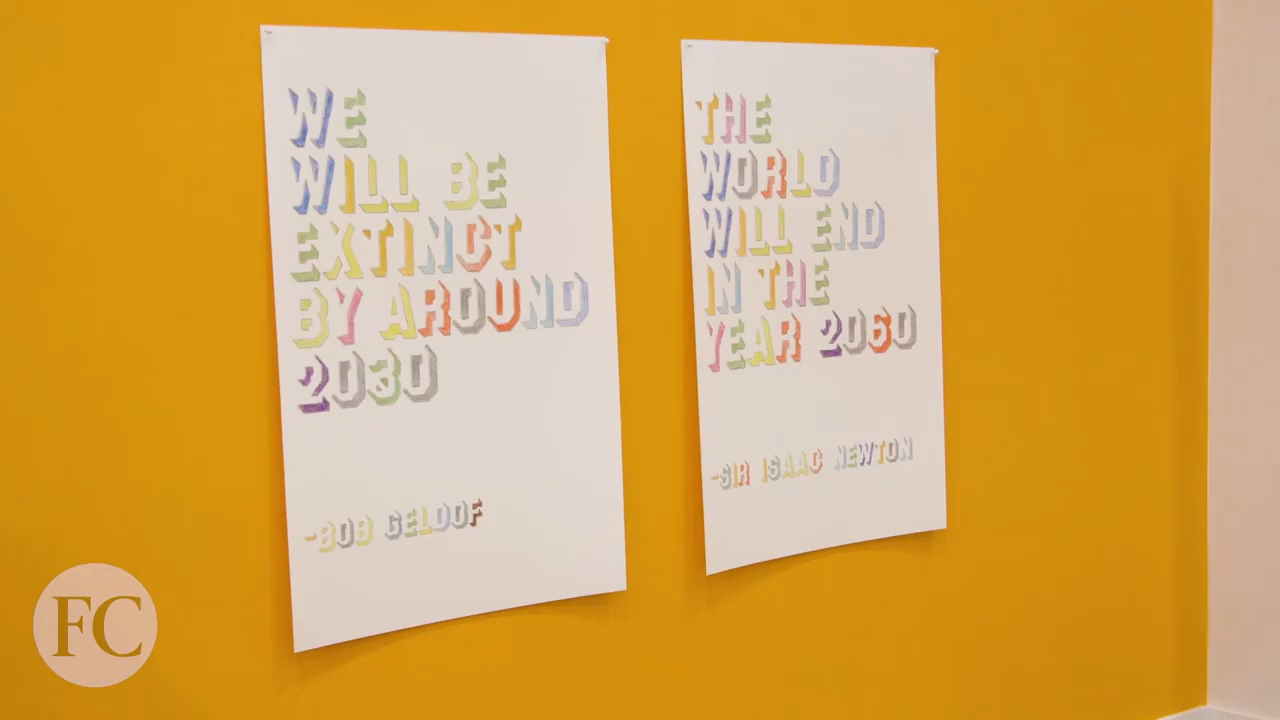 WE
WILL BE
EXTINCT
BY AROUND
2030
-BOB GELDOF
THE
WORLD
WILL END
IN THE
YEAR 2060
-SIR ISAAC NEWTON
FC